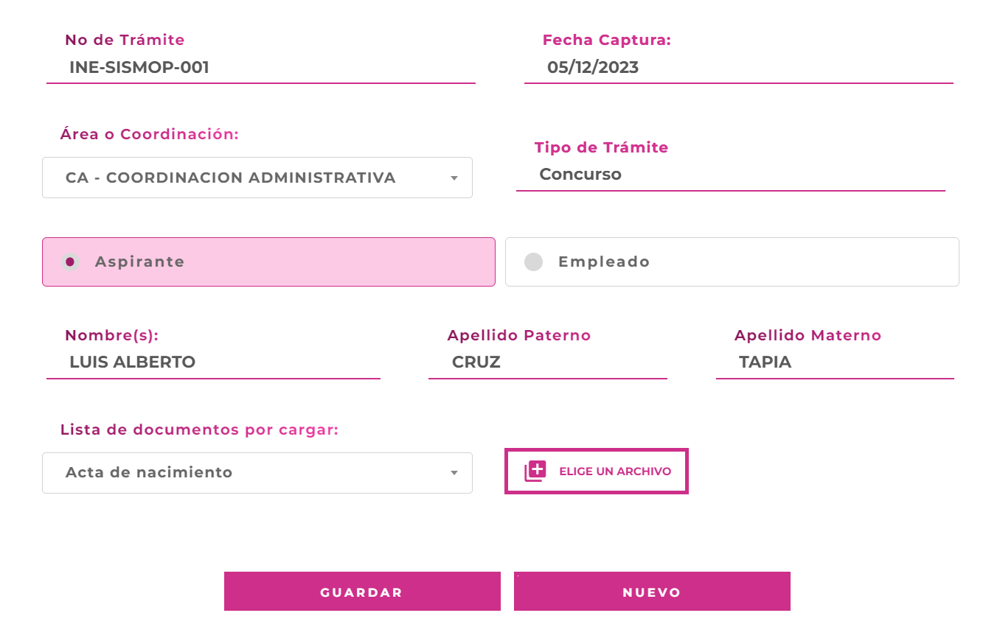 No de Trámite
INE-SISMOP-001
Fecha Captura:
05/12/2023
Área o Coordinación:
CA - COORDINACION ADMINISTRATIVA
Tipo de Trámite
Concurso
Aspirante
Empleado
Nombre(s):
LUIS ALBERTO
Apellido Paterno
CRUZ
Apellido Materno
TAPIA
Lista de documentos por cargar:
Acta de nacimiento
ELIGE UN ARCHIVO
GUARDAR
NUEVO